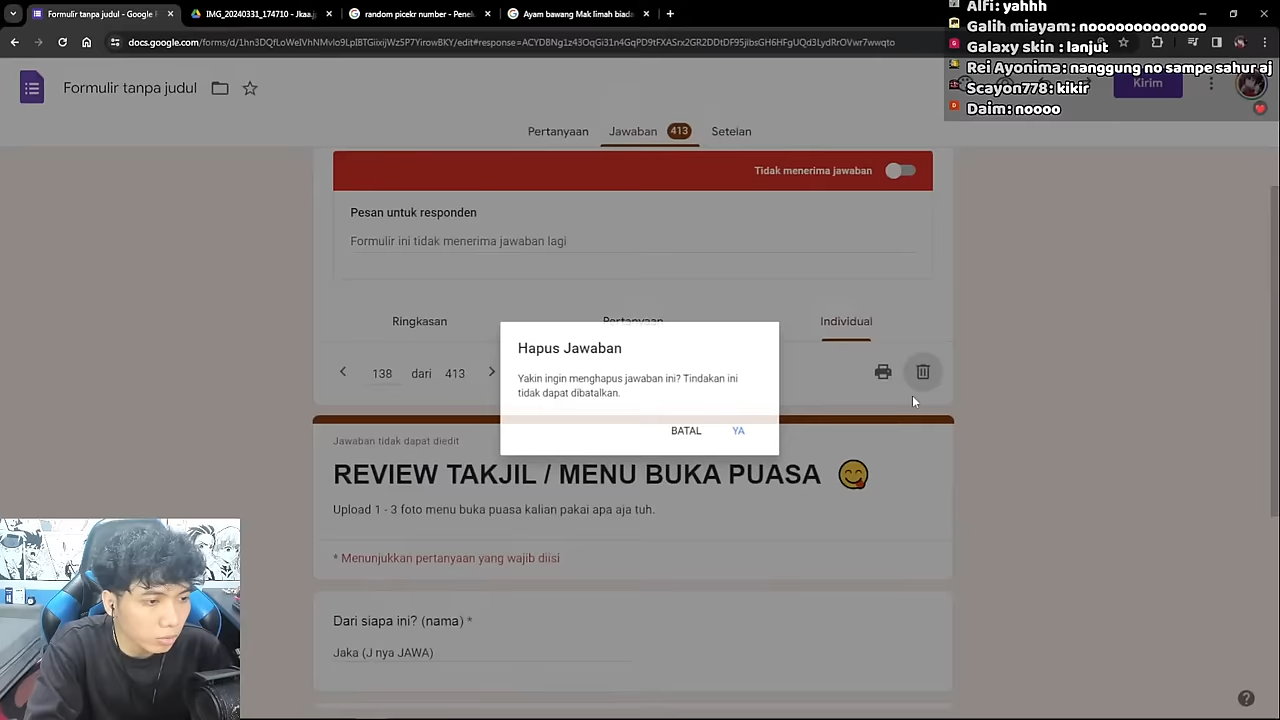 Formulir tanpa judul - Google F
IMG_20240331_174710 - Jkaa.j
random picekr number - Penel
Ayam bawang Mak limah biad
docs.google.com
Alfi: yahhh
Galih miayam: nooooooooooooo
Galaxy skin : lanjut
Rei Ayonima: nanggung no sampe sahur aj
Scayon778: kikir
Daim: noooo
Formulir tanpa judul
Kirim
Pertanyaan
Jawaban
413
Setelan
Tidak menerima jawaban
Pesan untuk responden
Formulir ini tidak menerima jawaban lagi
Ringkasan
Pertanyaan
Individual
138 dari 413
Hapus Jawaban
Yakin ingin menghapus jawaban ini? Tindakan ini
tidak dapat dibatalkan.
BATAL
YA
Jawaban tidak dapat diedit
REVIEW TAKJIL / MENU BUKA PUASA
Upload 1 - 3 foto menu buka puasa kalian pakai apa aja tuh.
* Menunjukkan pertanyaan yang wajib diisi
Dari siapa ini? (nama) *
Jaka (J nya JAWA)